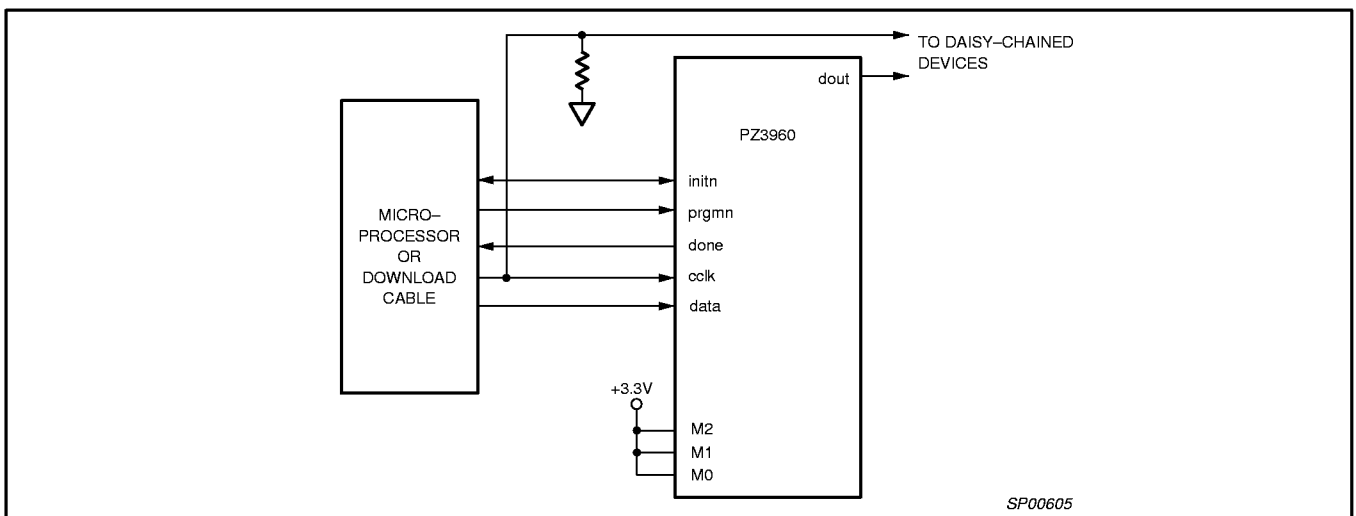 TO DAISY–CHAINED
DEVICES
dout
PZ3960
initn
prgmn
done
cclk
data
MICRO–
PROCESSOR
OR
DOWNLOAD
CABLE
+3.3V
M2
M1
M0
SP00605